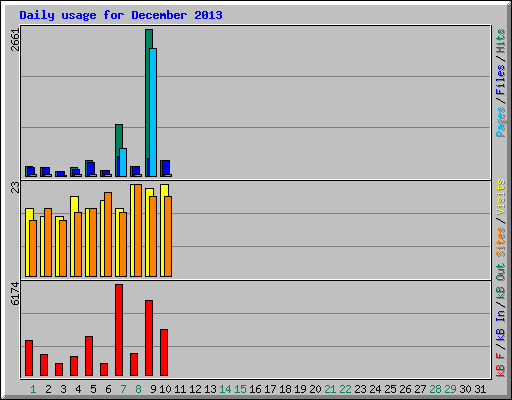 Daily usage for December 2013
2661
Pages / Files / Hits
23
Sites / Visits
6174
kB F / kB In / kB Out
1 2 3 4 5 6 7 8 9 10 11 12 13 14 15 16 17 18 19 20 21 22 23 24 25 26 27 28 29 30 31